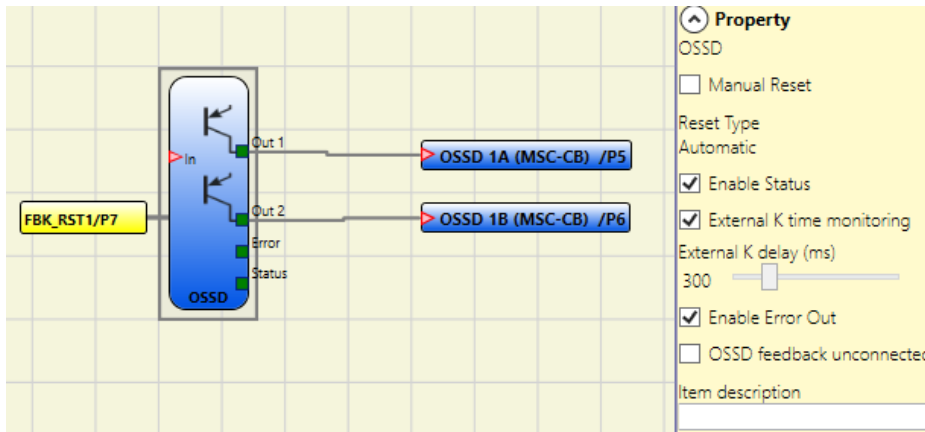 Out 1
In
OSSD 1A (MSC-CB) /P5
FBK_RST1/P7
Out 2
OSSD 1B (MSC-CB) /P6
Error
Status
OSSD
Property
OSSD
Manual Reset
Reset Type
Automatic
Enable Status
External K time monitoring
External K delay (ms)
300
Enable Error Out
OSSD feedback unconnected
Item description